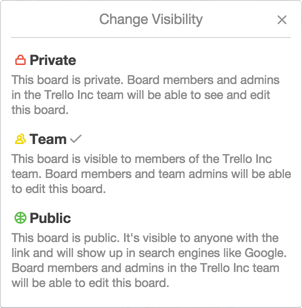 Change Visibility
Private
This board is private. Board members and admins
in the Trello Inc team will be able to see and edit
this board.
Team
This board is visible to members of the Trello Inc
team. Board members and team admins will be able
to edit this board.
Public
This board is public. It's visible to anyone with the
link and will show up in search engines like Google.
Board members and admins in the Trello Inc team
will be able to edit this board.